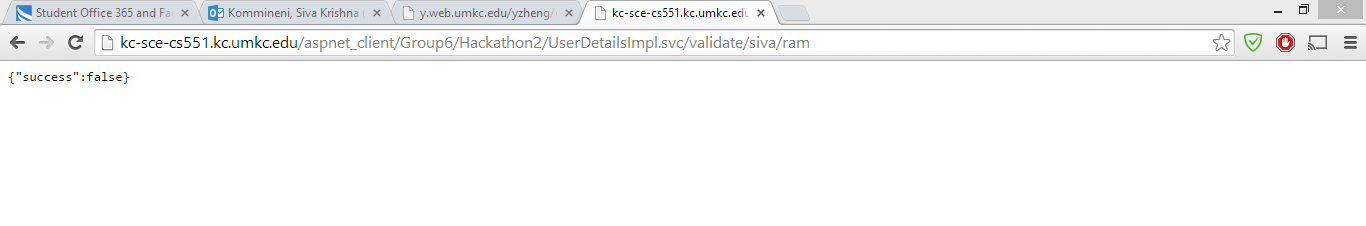 Student Office 365 and Fa
Kommineni, Siva Krishna
y.web.umkc.edu/yzheng/
kc-sce-cs551.kc.umkc.edu
kc-sce-cs551.kc.umkc.edu/aspnet_client/Group6/Hackathon2/UserDetailsImpl.svc/validate/siva/ram
{"success":false}